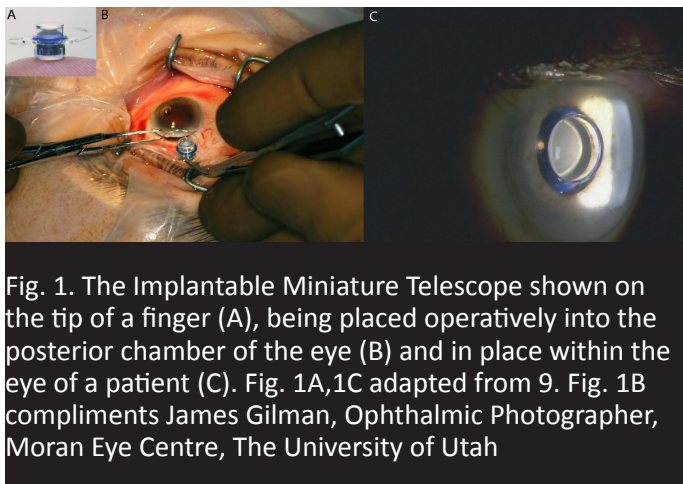 A
B
C
Fig. 1. The Implantable Miniature Telescope shown on
the tip of a finger (A), being placed operatively into the
posterior chamber of the eye (B) and in place within the
eye of a patient (C). Fig. 1A,1C adapted from 9. Fig. 1B
compliments James Gilman, Ophthalmic Photographer,
Moran Eye Centre, The University of Utah